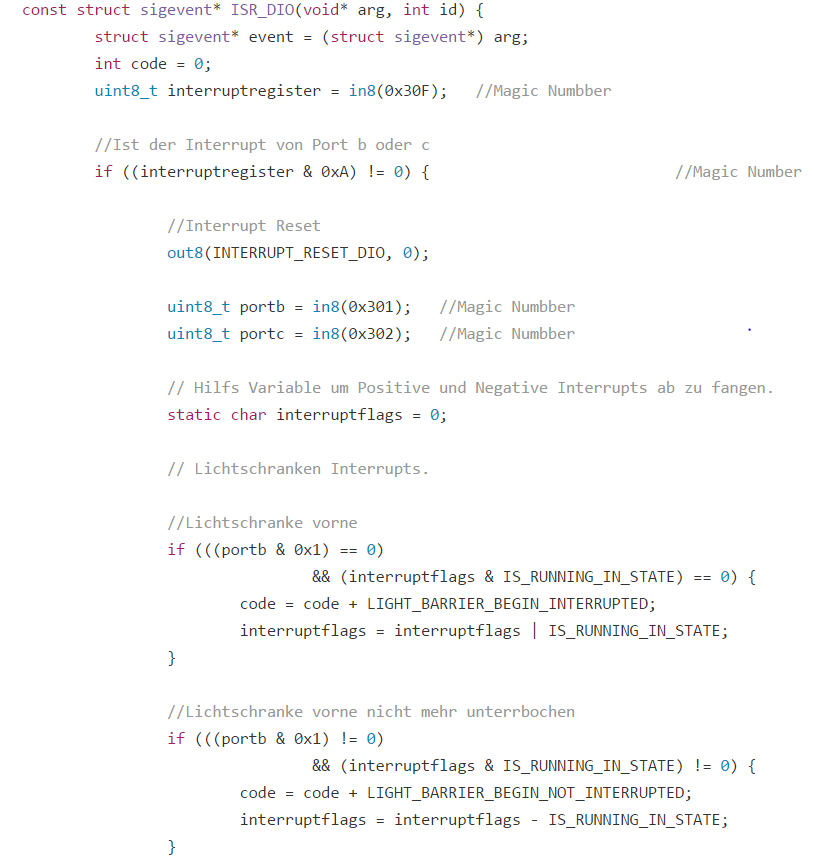 const struct sigevent* ISR_DIO(void* arg, int id) {
struct sigevent* event = (struct sigevent*) arg;
int code = 0;
uint8_t interruptregister = in8(0x30F);   //Magic Numbber
//Ist der Interrupt von Port b oder c
if ((interruptregister & 0xA) != 0) {   //Magic Number
//Interrupt Reset
out8(INTERRUPT_RESET_DIO, 0);
uint8_t portb = in8(0x301);   //Magic Numbber
uint8_t portc = in8(0x302);   //Magic Numbber
// Hilfs Variable um Positive und Negative Interrupts ab zu fangen.
static char interruptflags = 0;
// Lichtschranken Interrupts.
//Lichtschranke vorne
if (((portb & 0x1) == 0)
&& (interruptflags & IS_RUNNING_IN_STATE) == 0) {
code = code + LIGHT_BARRIER_BEGIN_INTERRUPTED;
interruptflags = interruptflags | IS_RUNNING_IN_STATE;
}
//Lichtschranke vorne nicht mehr unterrbochen
if (((portb & 0x1) != 0)
&& (interruptflags & IS_RUNNING_IN_STATE) != 0) {
code = code + LIGHT_BARRIER_BEGIN_NOT_INTERRUPTED;
interruptflags = interruptflags - IS_RUNNING_IN_STATE;
}